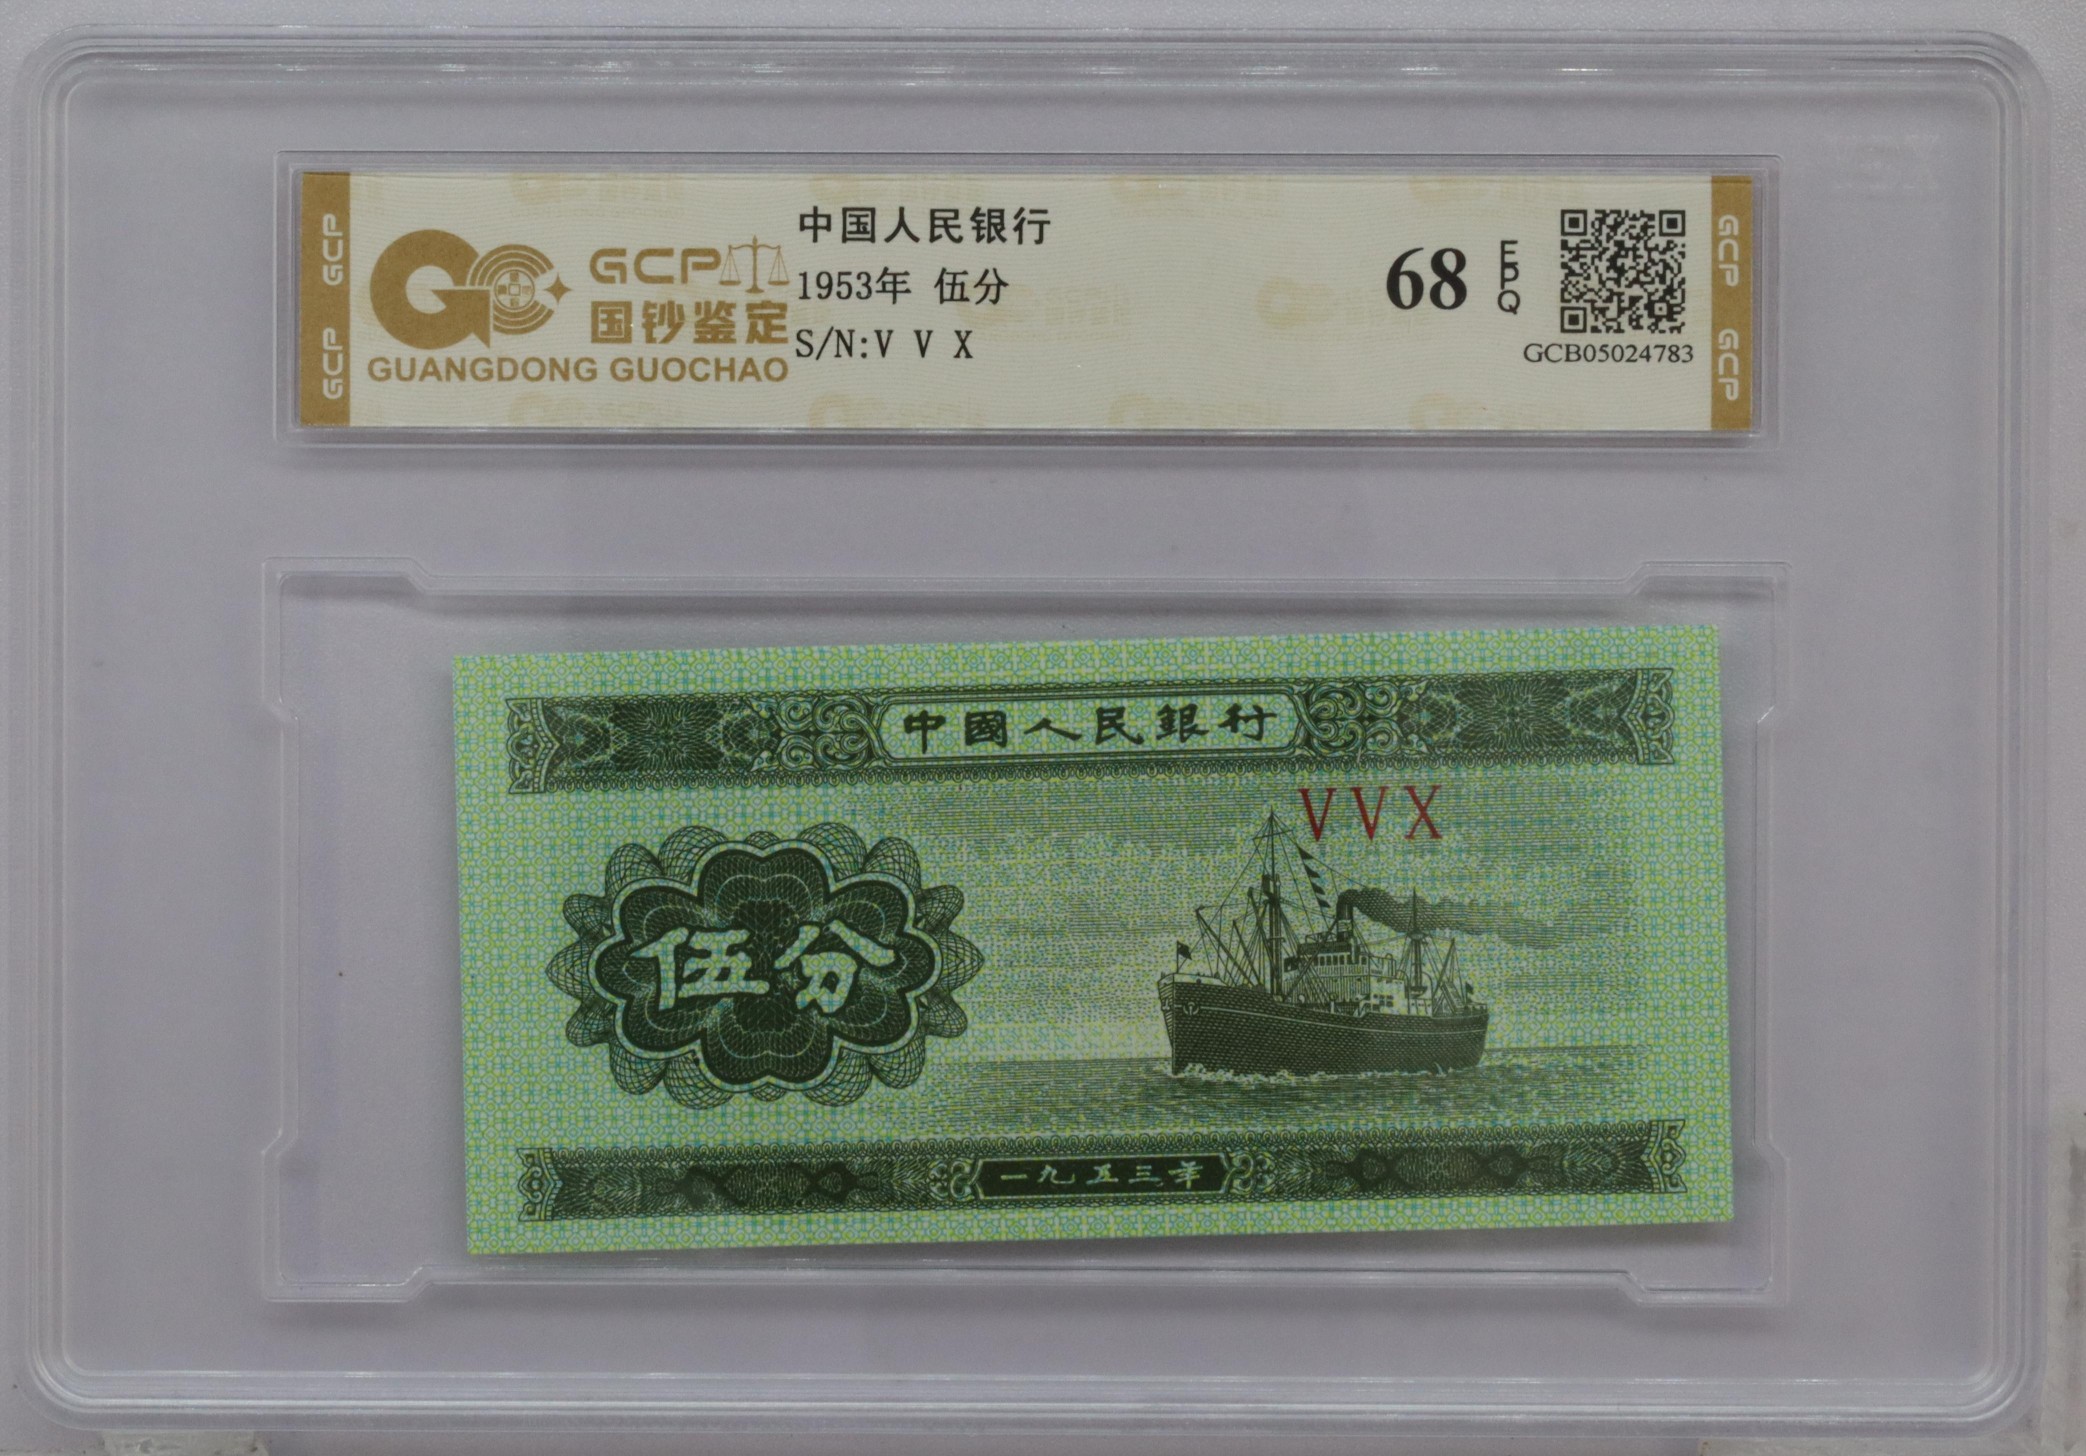 GCP
GCP
GCP
国钞鉴定
GUANGDONG GUOCHAO
中国人民银行
1953年 伍分
S/N:V V X
68
EPQ
GCB05024783
GCP
GCP
中國人民銀行
VVX
伍分
一九五三年